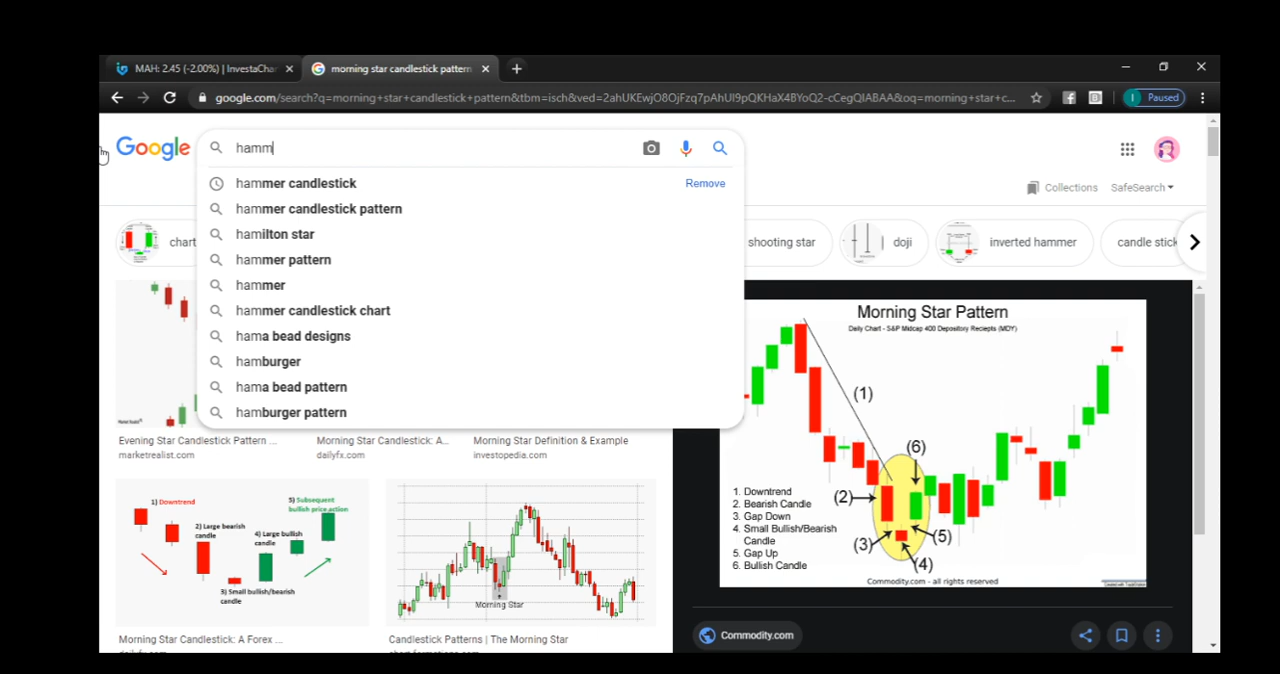 MAH: 2.45 (-2.00%) | InvestaChar
morning star candlestick pattern
google.com/search?q=morning+star+candlestick+pattern&tbm=isch&ved=2ahUKEwjO8OjFzq7pAhUI9pQKHaX4BYoQ2-cCegQIABAA&oq=morning+star+c...
I
Paused
Google
hamm
hammer candlestick
Remove
hammer candlestick pattern
hamilton star
hammer pattern
hammer
hammer candlestick chart
hama bead designs
hamburger
hama bead pattern
hamburger pattern
Collections
SafeSearch
chart
shooting star
doji
inverted hammer
candle stick
Evening Star Candlestick Pattern ...
marketrealist.com
Morning Star Candlestick: A...
dailyfx.com
Morning Star Definition & Example
investopedia.com
1) Downtrend
2) Large bearish
candle
3) Small bullish/bearish
candle
4) Large bullish
candle
5) Subsequent
bullish price action
Morning Star
Morning Star Candlestick: A Forex ...
Candlestick Patterns | The Morning Star
Morning Star Pattern
Daily Chart - S&P Midcap 400 Depository Reciepts (MDY)
(1)
(6)
(2)
(3)
(5)
(4)
1. Downtrend
2. Bearish Candle
3. Gap Down
4. Small Bullish/Bearish
Candle
5. Gap Up
6. Bullish Candle
Commodity.com - all rights reserved
Commodity.com